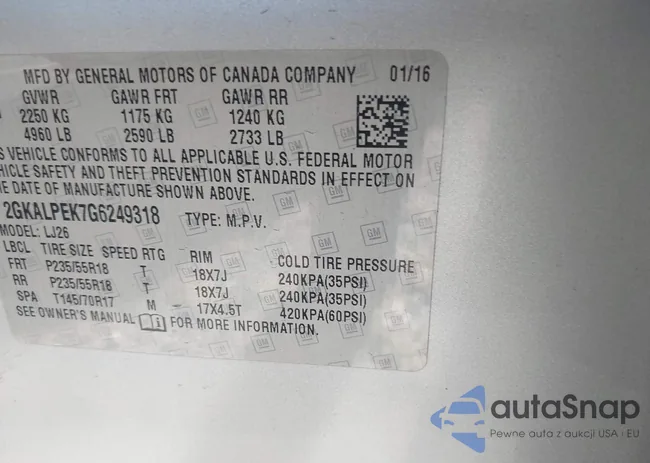 MFD BY GENERAL MOTORS OF CANADA COMPANY 01/16
GVWR GAWR FRT GAWR RR
2250 KG 1175 KG 1240 KG
4960 LB 2590 LB 2733 LB
S VEHICLE CONFORMS TO ALL APPLICABLE U.S. FEDERAL MOTOR
VEHICLE SAFETY AND THEFT PREVENTION STANDARDS IN EFFECT
THE DATE OF MANUFACTURE SHOWN ABOVE.
2GKALPEK7G6249318 TYPE: M.P.V.
MODEL: LJ26
LBCL TIRE SIZE SPEED RTG RIM COLD TIRE PRESSURE
FRT P235/55R18 T 18X7J 240KPA(35PSI)
RR P235/55R18 T 18X7J 240KPA(35PSI)
SPA T145/70R17 M 17X4.5T 420KPA(60PSI)
SEE OWNER'S MANUAL FOR MORE INFORMATION.
autaSnap
Pewne auta z aukcji USA i EU